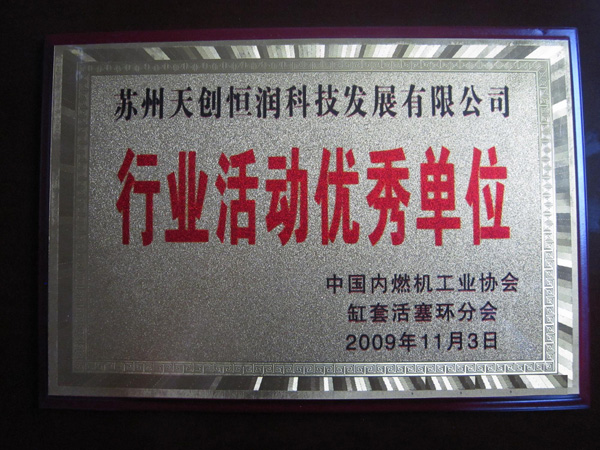 苏州天创恒润科技发展有限公司
行业活动优秀单位
中国内燃机工业协会
缸套活塞环分会
2009年11月3日